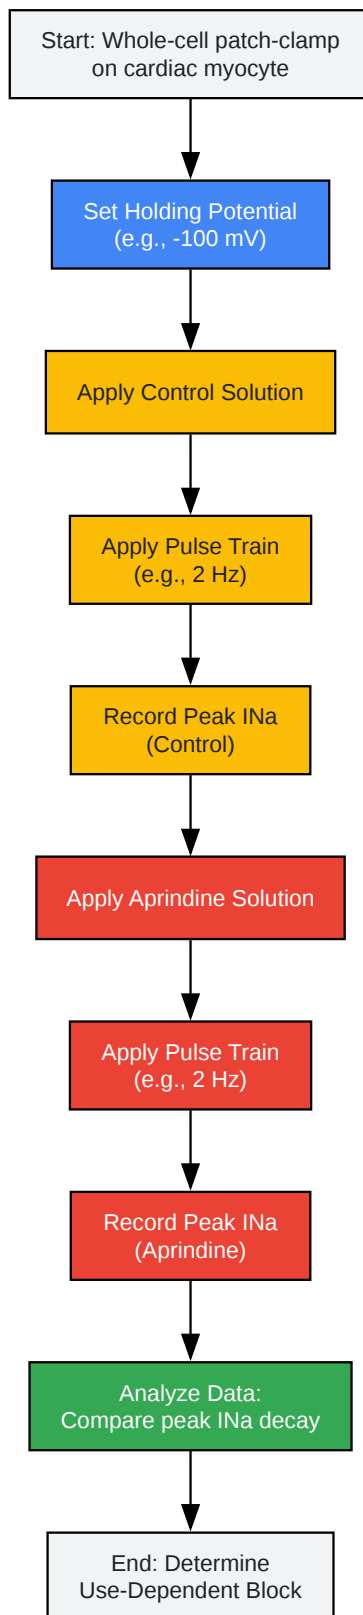 Start: Whole-cell patch-clamp
on cardiac myocyte
Set Holding Potential
(e.g., -100 mV)
Apply Control Solution
Apply Pulse Train
(e.g., 2 Hz)
Record Peak INa
(Control)
Apply Aprindine Solution
Apply Pulse Train
(e.g., 2 Hz)
Record Peak INa
(Aprindine)
Analyze Data:
Compare peak INa decay
End: Determine
Use-Dependent Block